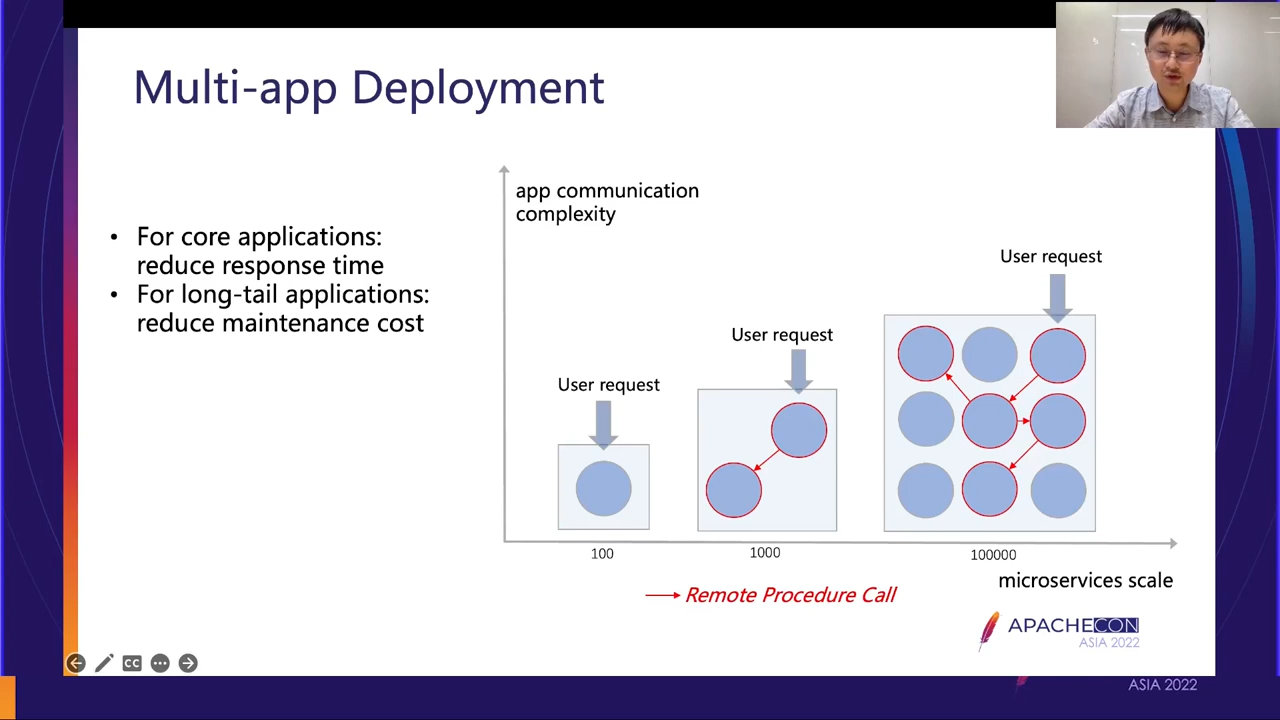 Multi-app Deployment
• For core applications:
reduce response time
• For long-tail applications:
reduce maintenance cost
app communication
complexity
User request
User request
User request
100
1000
100000
microservices scale
Remote Procedure Call
APACHECON
ASIA 2022
CC
ASIA 2022